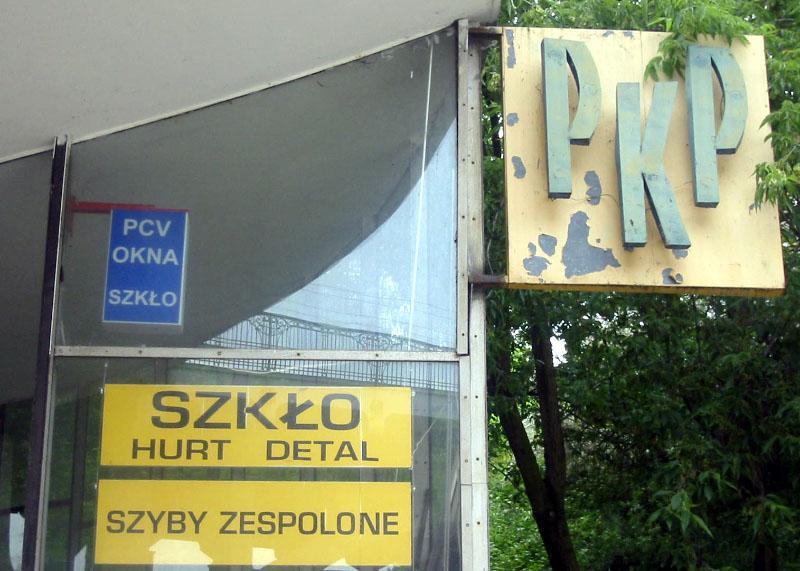 PKP
PCV
OKNA
SZKŁO
SZKŁO
HURT DETAL
SZYBY ZESPOLONE